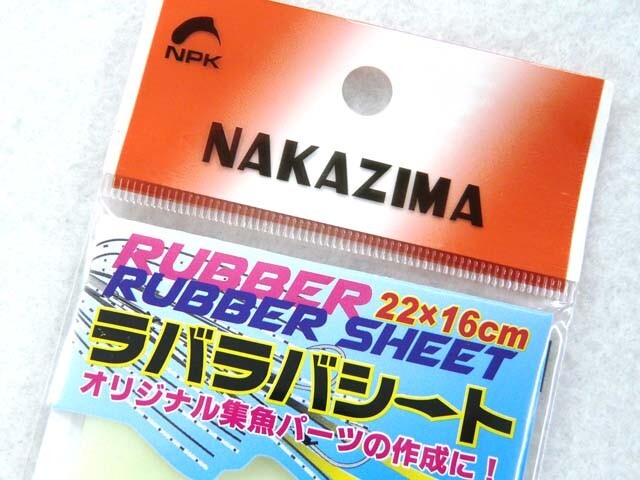 NPK
NAKAZIMA
RUBBER
RUBBER SHEET
22×16cm
ラバラバシート
オリジナル集魚パーツの作成に!